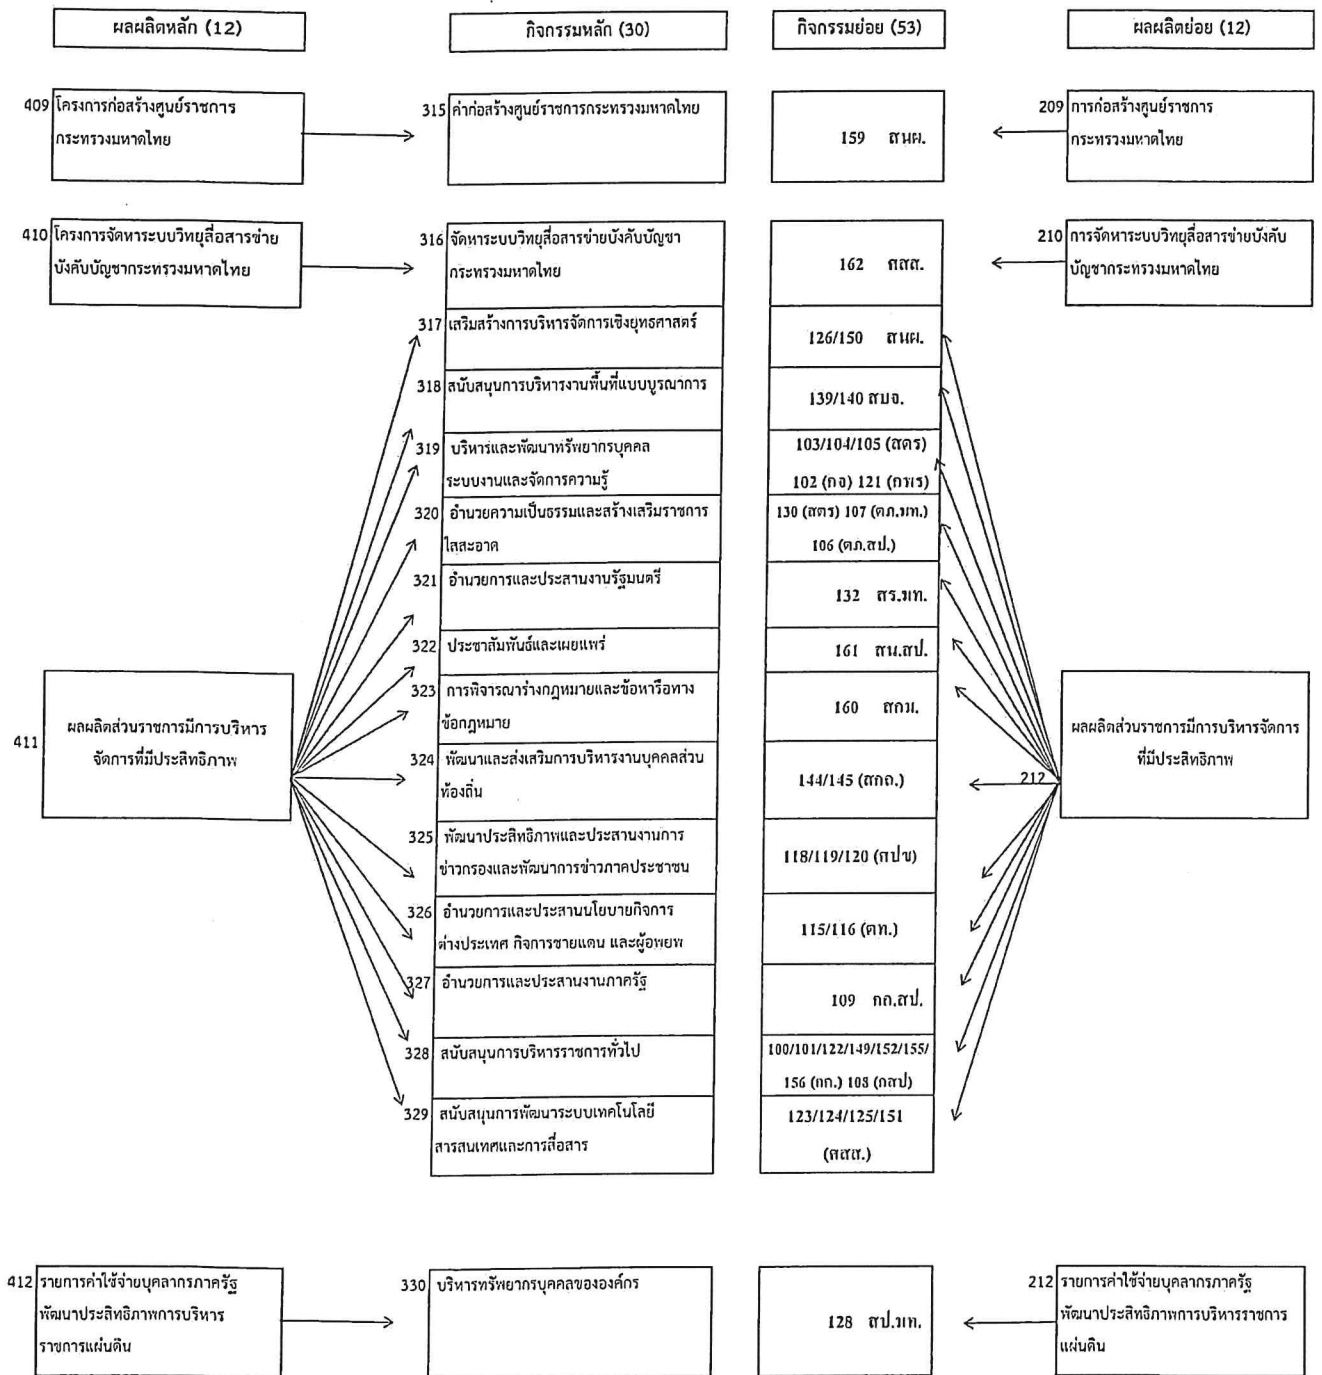 ผลผลิตหลัก (12)
กิจกรรมหลัก (30)
กิจกรรมย่อย (53)
ผลผลิตย่อย (12)
409 โครงการก่อสร้างศูนย์ราชการ
กระทรวงมหาดไทย
315 ค่าก่อสร้างศูนย์ราชการกระทรวงมหาดไทย
159 สนผ.
209 การก่อสร้างศูนย์ราชการ
กระทรวงมหาดไทย
410 โครงการจัดหาระบบวิทยุสื่อสารข่าย
บังคับบัญชากระทรวงมหาดไทย
316 จัดหาระบบวิทยุสื่อสารข่ายบังคับบัญชา
กระทรวงมหาดไทย
162 ศสส.
210 การจัดหาระบบวิทยุสื่อสารข่ายบังคับ
บัญชากระทรวงมหาดไทย
317 เสริมสร้างการบริหารจัดการเชิงยุทธศาสตร์
126/150 สนผ.
318 สนับสนุนการบริหารงานพื้นที่แบบบูรณาการ
139/140 สบจ.
319 บริหารและพัฒนาทรัพยากรบุคคล
ระบบงานและจัดการความรู้
103/104/105 (สดร)
102 (กจ) 121 (กพร)
320 อำนวยความเป็นธรรมและสร้างเสริมราชการ
ใสสะอาด
130 (สตร) 107 (ตภ.มท.)
106 (ตภ.สป.)
321 อำนวยการและประสานงานรัฐมนตรี
132 สร.มท.
322 ประชาสัมพันธ์และเผยแพร่
161 สน.สป.
323 การพิจารณาร่างกฎหมายและข้อหารือทาง
ข้อกฎหมาย
160 สกม.
411
ผลผลิตส่วนราชการมีการบริหาร
จัดการที่มีประสิทธิภาพ
324 พัฒนาและส่งเสริมการบริหารงานบุคคลส่วน
ท้องถิ่น
144/145 (สกถ.)
212
ผลผลิตส่วนราชการมีการบริหารจัดการ
ที่มีประสิทธิภาพ
325 พัฒนาประสิทธิภาพและประสานงานการ
ข่าวกรองและพัฒนาการข่าวภาคประชาชน
118/119/120 (ศปข)
326 อำนวยการและประสานนโยบายกิจการ
ต่างประเทศ กิจการชายแดน และผู้อพยพ
115/116 (ตท.)
327 อำนวยการและประสานงานภาครัฐ
109 กก.สป.
328 สนับสนุนการบริหารราชการทั่วไป
100/101/122/149/152/155/
156 (กก.) 108 (กสป)
329 สนับสนุนการพัฒนาระบบเทคโนโลยี
สารสนเทศและการสื่อสาร
123/124/125/151
(ศสส.)
412 รายการค่าใช้จ่ายบุคลากรภาครัฐ
พัฒนาประสิทธิภาพการบริหาร
ราชการแผ่นดิน
330 บริหารทรัพยากรบุคคลขององค์กร
128 สป.มท.
212 รายการค่าใช้จ่ายบุคลากรภาครัฐ
พัฒนาประสิทธิภาพการบริหารราชการ
แผ่นดิน